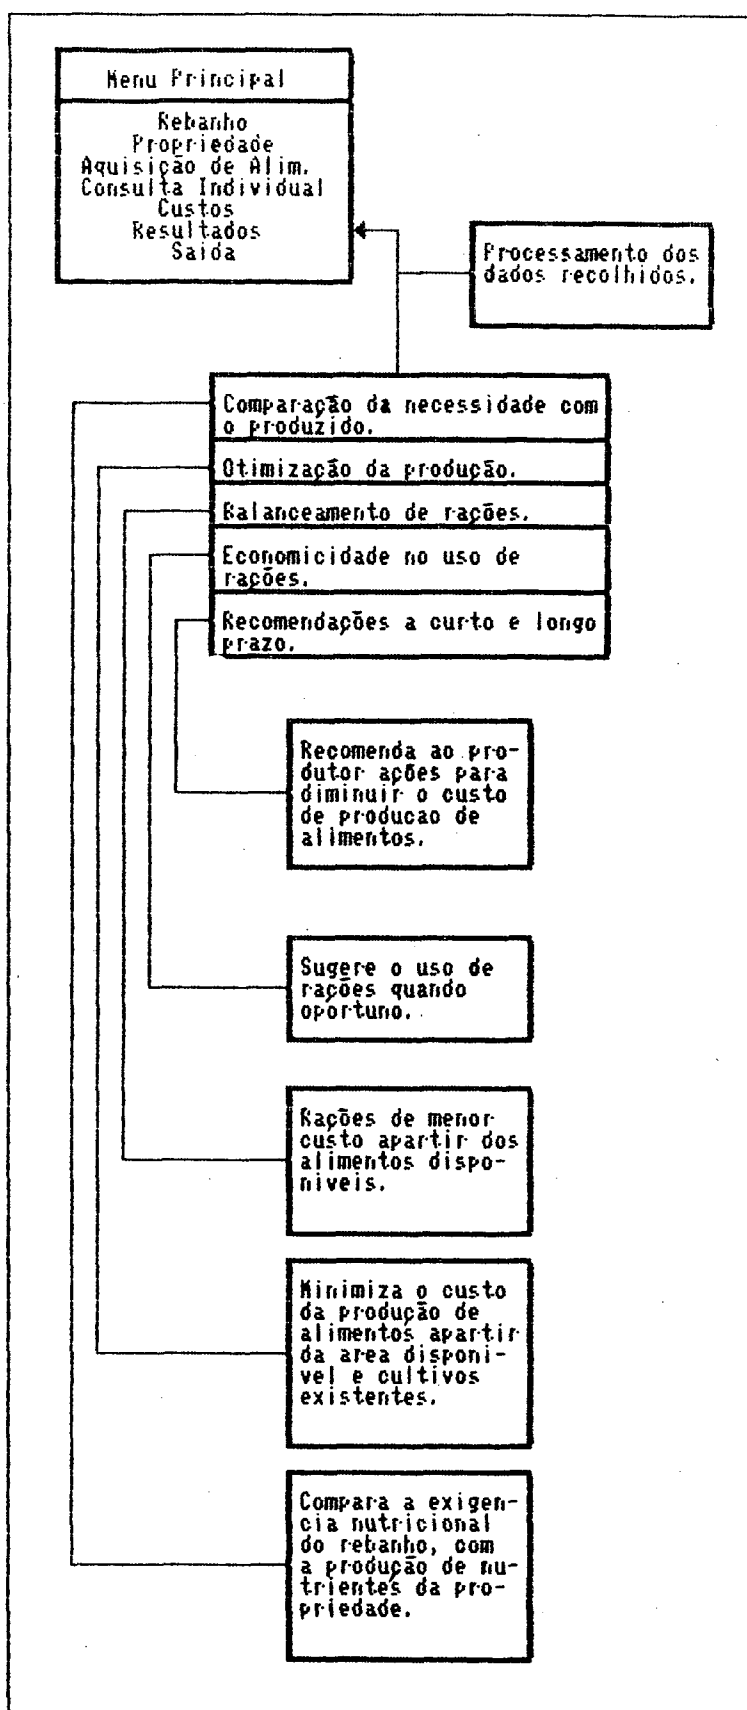 Menu Principal
Rebanho
Propriedade
Aquisição de Alim.
Consulta Individual
Custos
Resultados
Saida
Processamento dos
dados recolhidos.
Comparação da necessidade com
o produzido.
Otimização da produção.
Balanceamento de rações.
Economicidade no uso de
rações.
Recomendações a curto e longo
prazo.
Recomenda ao pro-
dutor ações para
diminuir o custo
de producao de
alimentos.
Sugere o uso de
rações quando
oportuno.
Rações de menor
custo apartir dos
alimentos dispo-
niveis.
Minimiza o custo
da produção de
alimentos apartir
da area disponi-
vel e cultivos
existentes.
Compara a exigen-
cia nutricional
do rebanho, com
a produção de nu-
trientes da pro-
priedade.